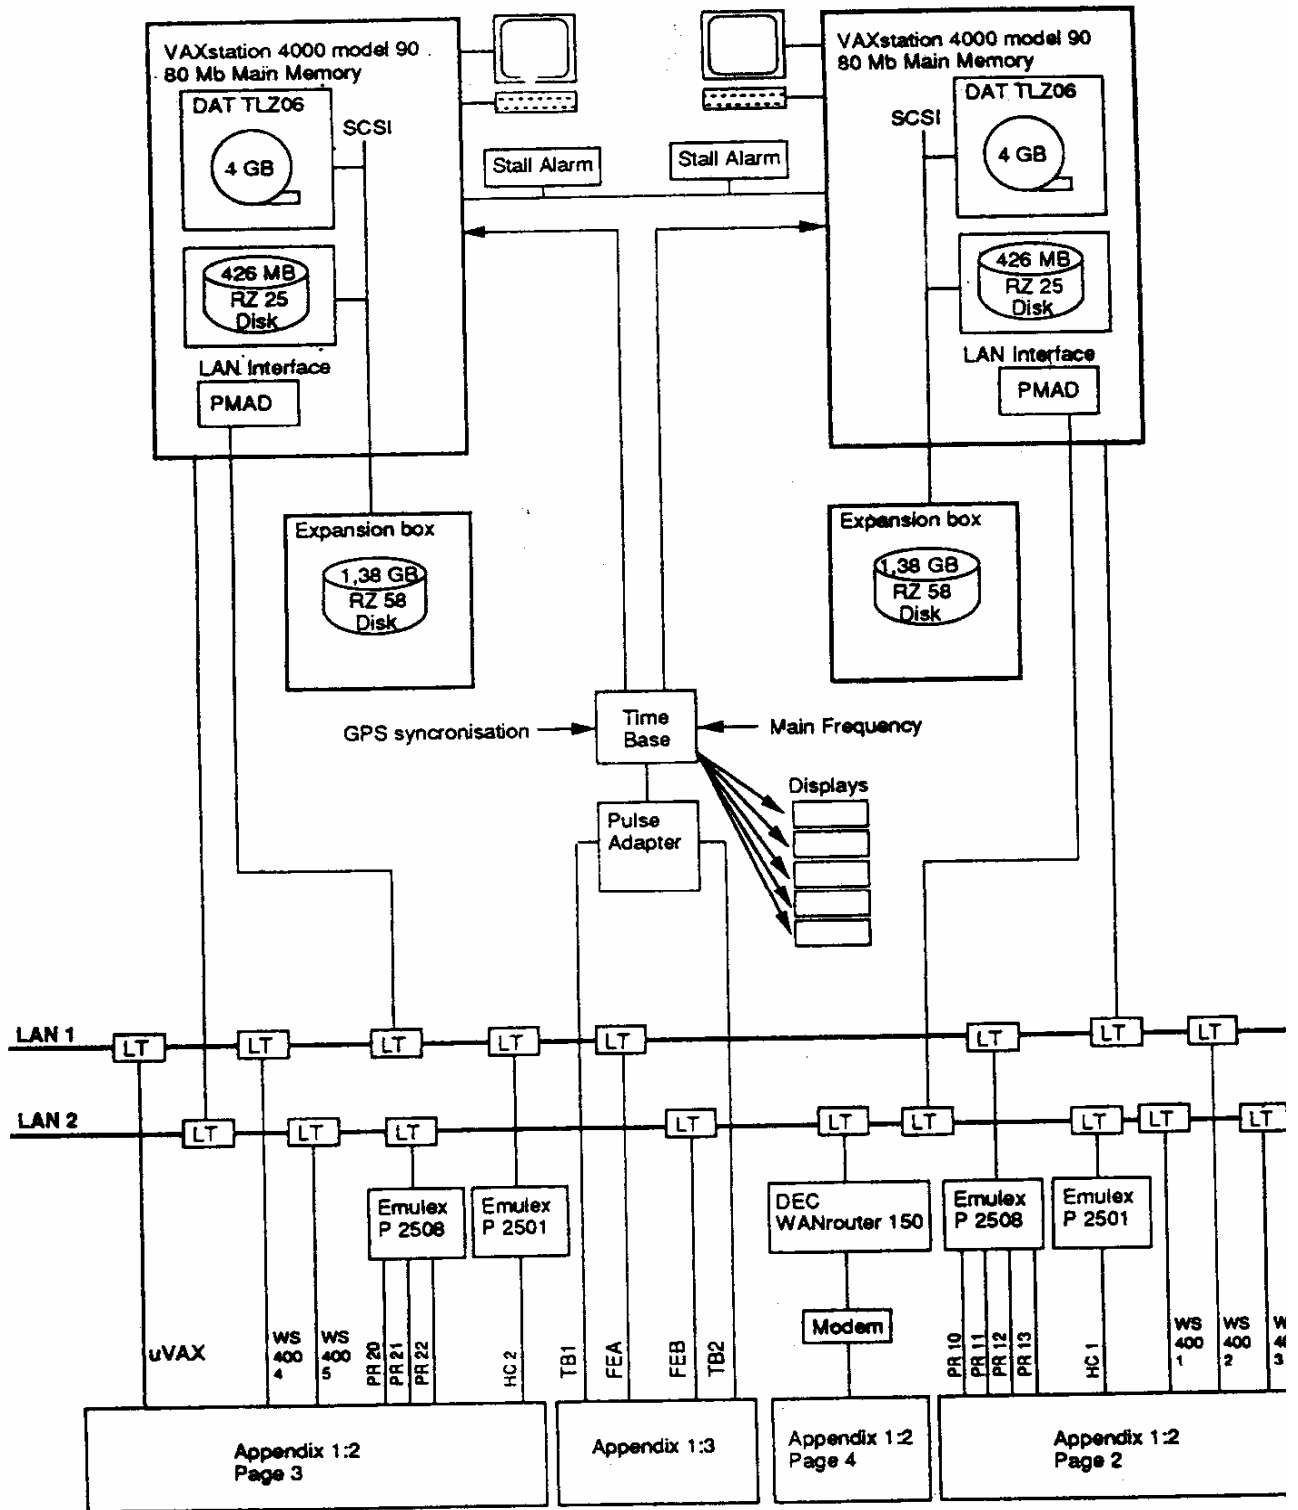 VAXstation 4000 model 90
80 Mb Main Memory
DAT TLZ06
SCSI
4 GB
426 MB
RZ 25
Disk
LAN Interface
PMAD
Stall Alarm
Stall Alarm
VAXstation 4000 model 90
80 Mb Main Memory
DAT TLZ06
SCSI
4 GB
426 MB
RZ 25
Disk
LAN Interface
PMAD
Expansion box
1,38 GB
RZ 58
Disk
Expansion box
1,38 GB
RZ 58
Disk
GPS syncronisation
Time
Base
Main Frequency
Displays
Pulse
Adapter
LAN 1
LT
LT
LT
LT
LT
LT
LT
LT
LAN 2
LT
LT
LT
LT
LT
LT
LT
LT
LT
Emulex
P 2508
Emulex
P 2501
DEC
WANrouter 150
Emulex
P 2508
Emulex
P 2501
Modem
uVAX
WS
400
4
WS
400
5
PR 20
PR 21
PR 22
HC 2
TB1
FEA
FEB
TB2
PR 10
PR 11
PR 12
PR 13
HC 1
WS
400
1
WS
400
2
3
Appendix 1:2
Page 3
Appendix 1:3
Appendix 1:2
Page 4
Appendix 1:2
Page 2